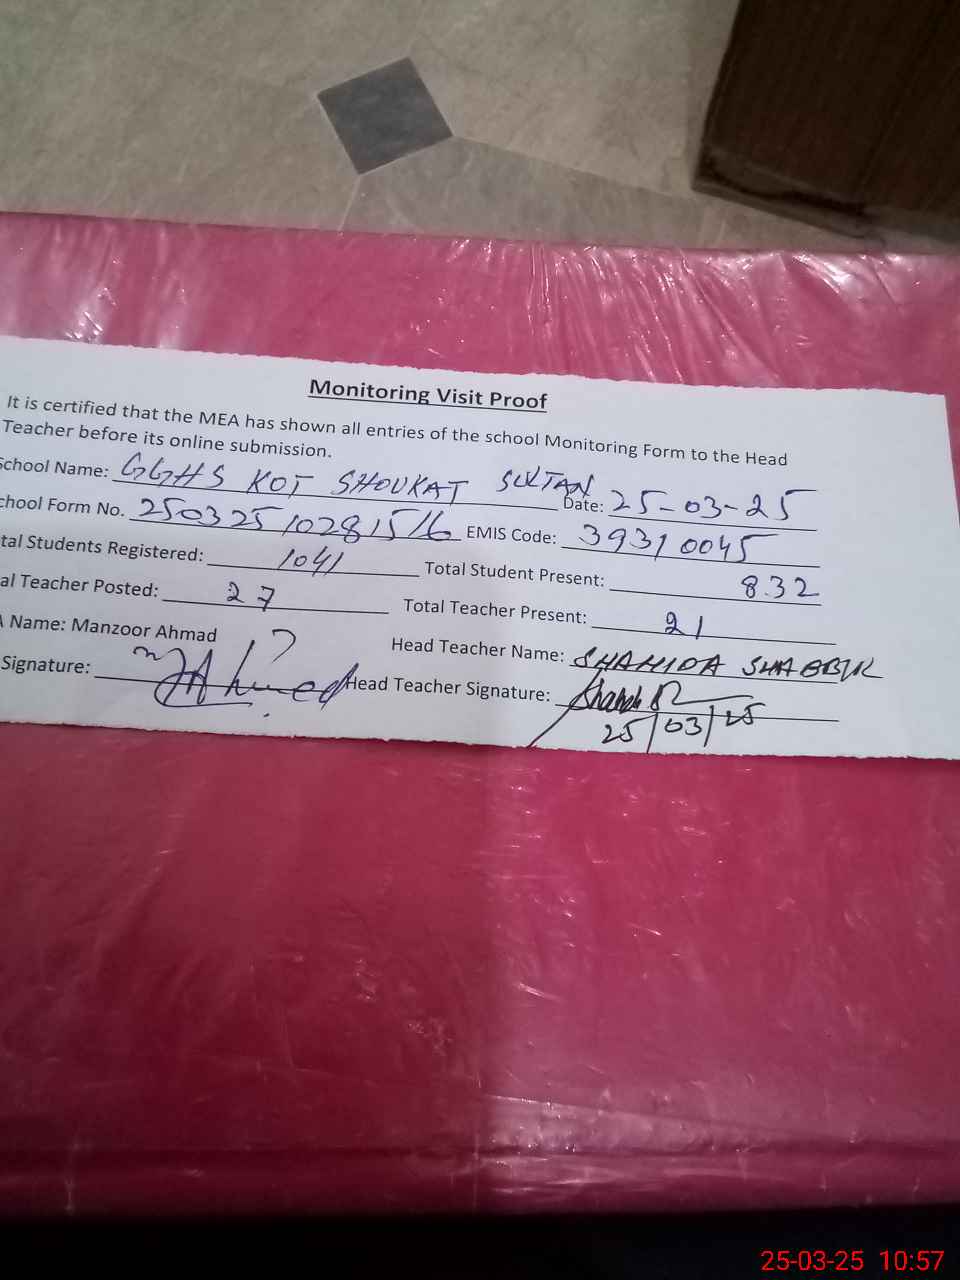 Monitoring Visit Proof
It is certified that the MEA has shown all entries of the school Monitoring Form to the Head
Teacher before its online submission.
School Name: GGHS KOT SHOUKAT SULTAN Date: 25-03-25
chool Form No. 25032510281516 EMIS Code: 39310045
tal Students Registered: 1041 Total Student Present: 832
al Teacher Posted: 27 Total Teacher Present: 21
A Name: Manzoor Ahmad Head Teacher Name: SHAHIDA SHABBIR
Signature: Ahmed Head Teacher Signature:
25/03/25
25-03-25 10:57